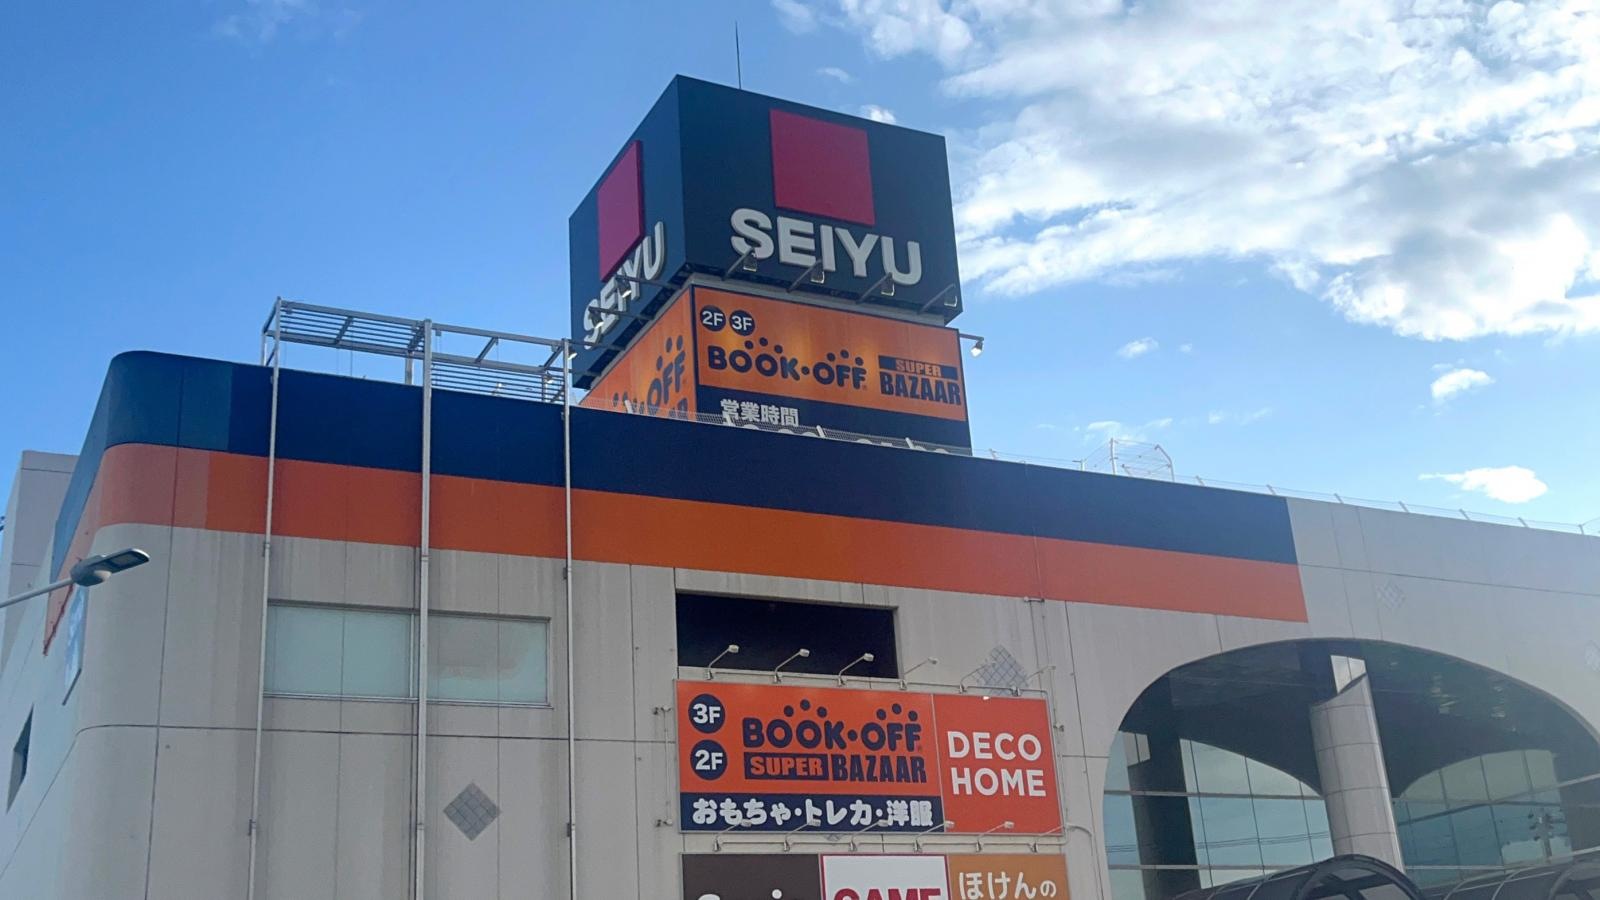 SEIYU
SEIYU
2F 3F
BOOK・OFF
SUPER
BAZAAR
営業時間
OFF
3F
2F
BOOK・OFF
SUPER BAZAAR
おもちゃ・トレカ・洋服
DECO
HOME
GAME
ほけんの